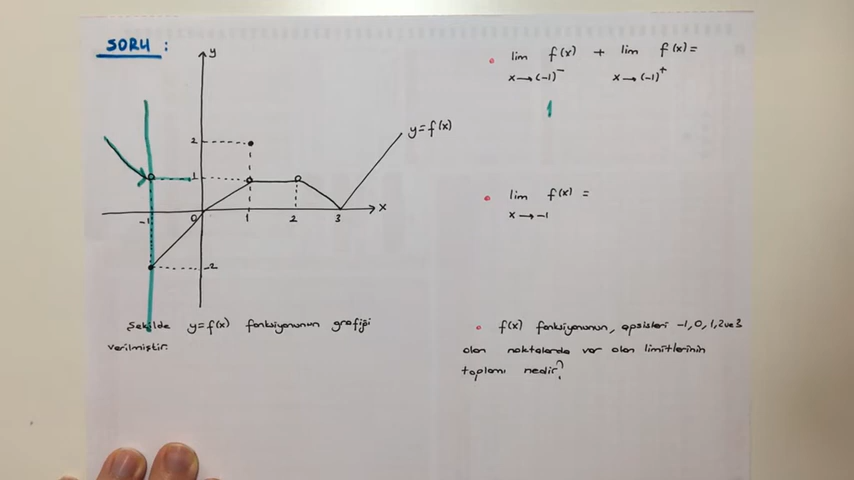 SORU :
y
y=f(x)
2
1
-1
0
1
2
3
x
-2
Şekilde y=f(x) fonksiyonunun grafiği
verilmiştir.
• lim f(x) + lim f(x)=
x→(-1)⁻ x→(-1)⁺
1
• lim f(x) =
x→-1
• f(x) fonksiyonunun, apsisleri -1,0,1,2 ve 3
olan noktalarda var olan limitlerinin
toplamı nedir?